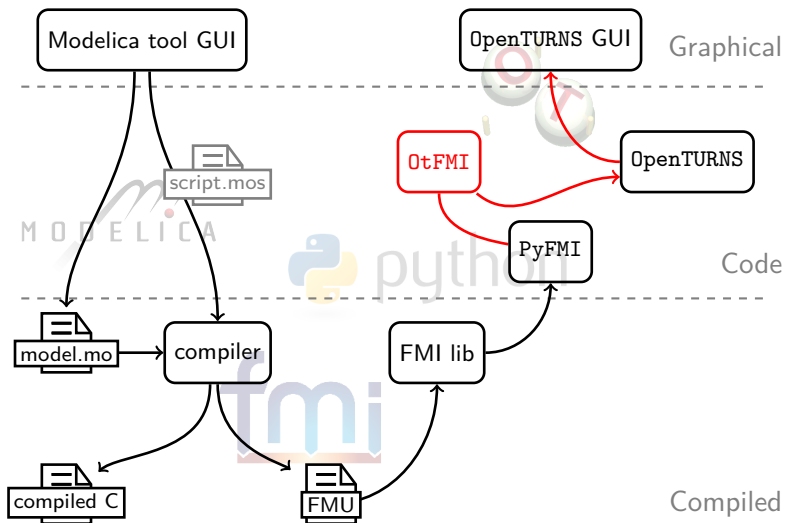 Modelica tool GUI
OpenTURNS GUI
Graphical
OT
script.mos
OtFMI
OpenTURNS
MODELICA
PyFMI
python
Code
model.mo
compiler
FMI lib
fmi
compiled C
FMU
Compiled